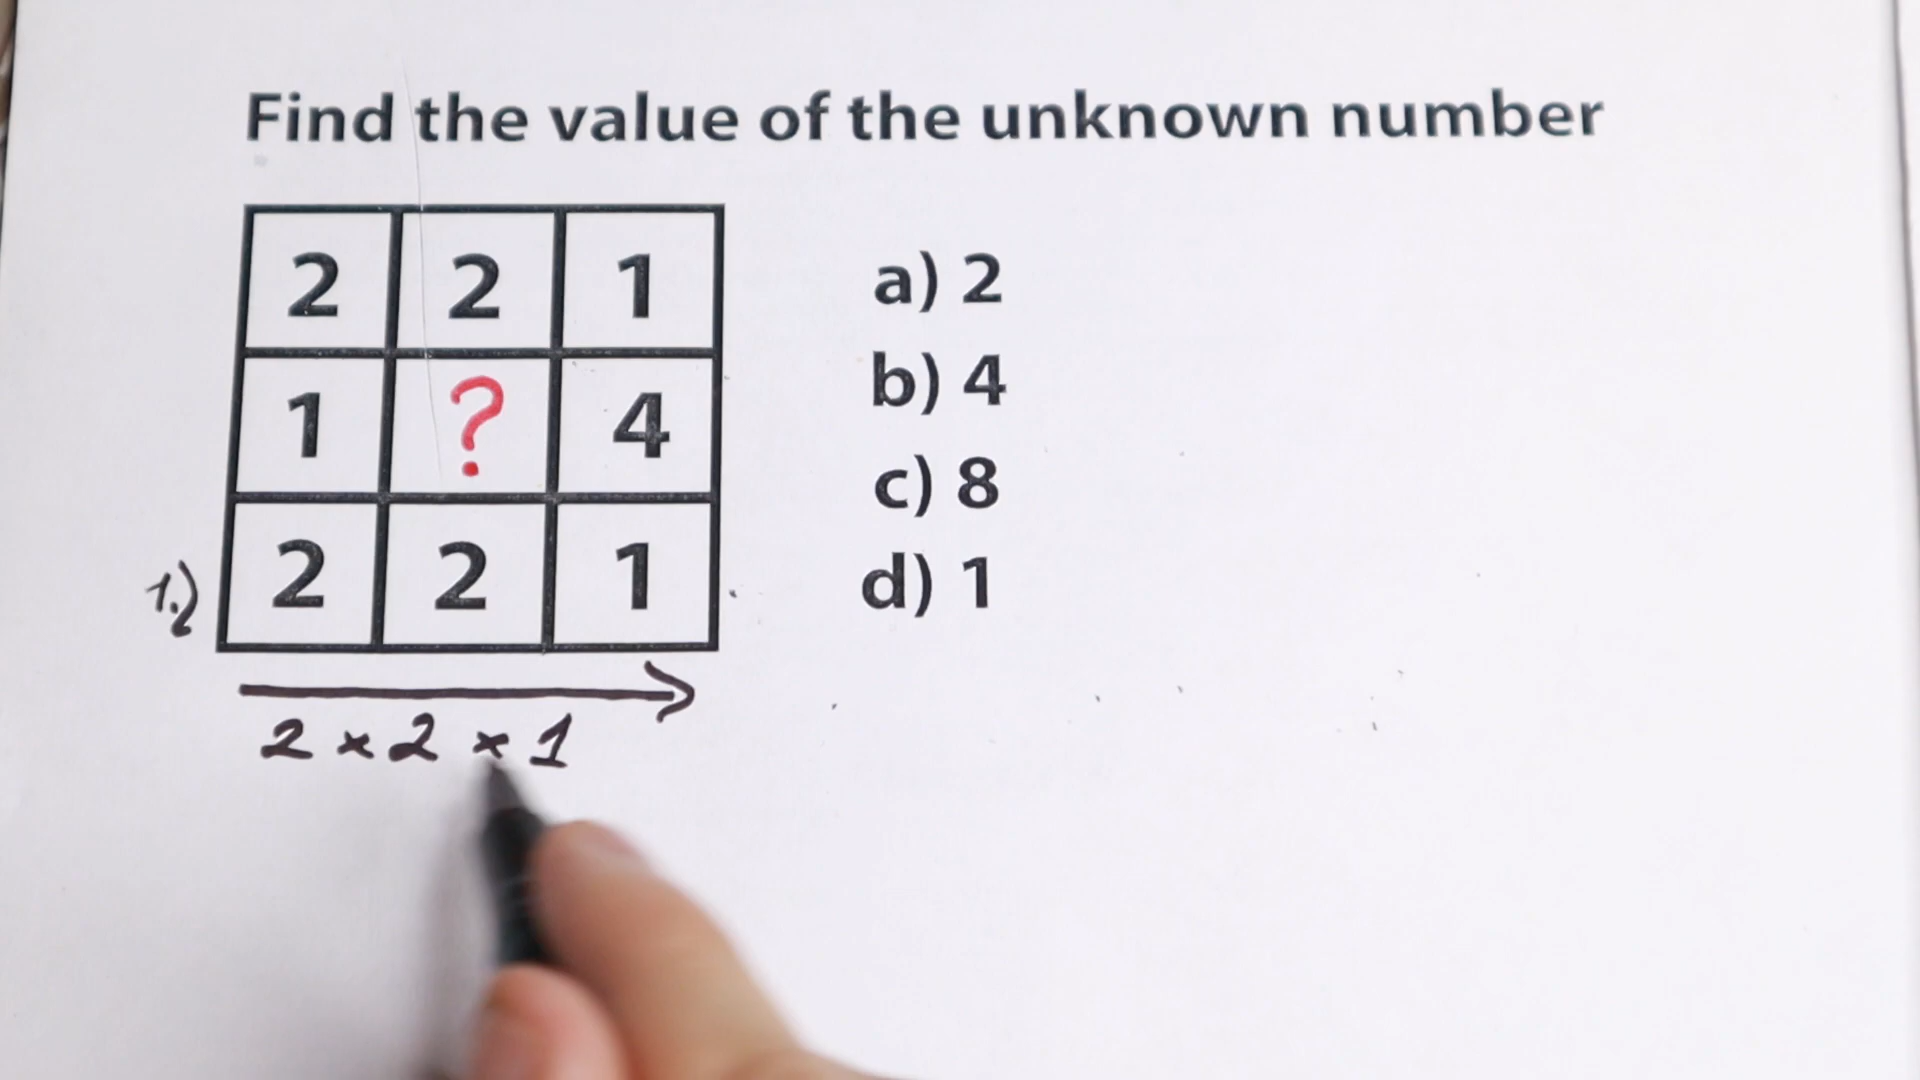 Find the value of the unknown number
2 2 1
1 ? 4
2 2 1
1.)
2 × 2 × 1
a) 2
b) 4
c) 8
d) 1